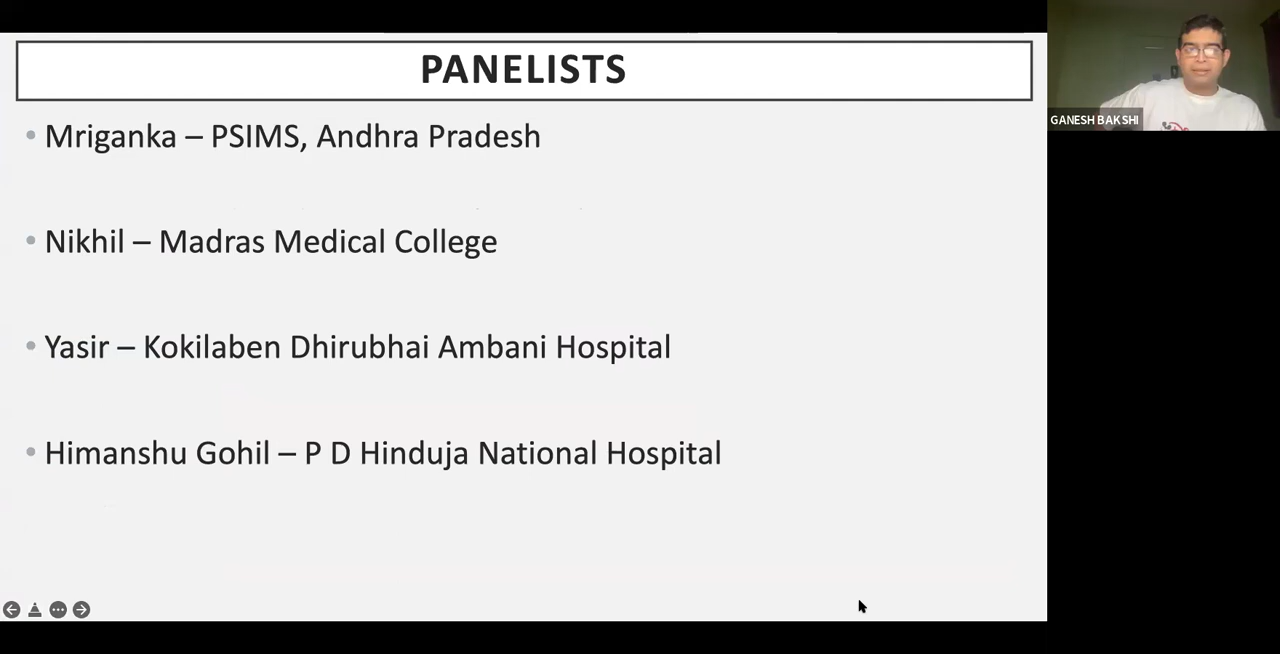 PANELISTS
• Mriganka – PSIMS, Andhra Pradesh
• Nikhil – Madras Medical College
• Yasir – Kokilaben Dhirubhai Ambani Hospital
• Himanshu Gohil – P D Hinduja National Hospital
GANESH BAKSHI